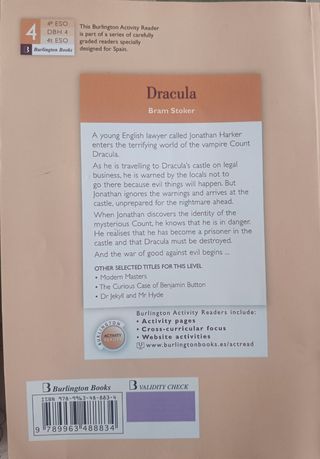 4
4º ESO
DBH 4
4t ESO
B Burlington Books
This Burlington Activity Reader
is part of a series of carefully
graded readers specially
designed for Spain.
Dracula
Bram Stoker
A young English lawyer called Jonathan Harker
enters the terrifying world of the vampire Count
Dracula.
As he is travelling to Dracula's castle on legal
business, he is warned by the locals not to
go there because evil things will happen. But
Jonathan ignores the warnings and arrives at the
castle, unprepared for the nightmare ahead.
When Jonathan discovers the identity of the
mysterious Count, he knows that he is in danger.
He realises that he has become a prisoner in the
castle and that Dracula must be destroyed.
And the war of good against evil begins ...
OTHER SELECTED TITLES FOR THIS LEVEL
• Modern Masters
• The Curious Case of Benjamin Button
• Dr Jekyll and Mr Hyde
BURLINGTON
ACTIVITY
READERS
Burlington Activity Readers include:
• Activity pages
• Cross-curricular focus
• Website activities
www.burlingtonbooks.es/actread
B Burlington Books
B VALIDITY CHECK
ISBN 978-9963-48-883-4
9 789963 488834